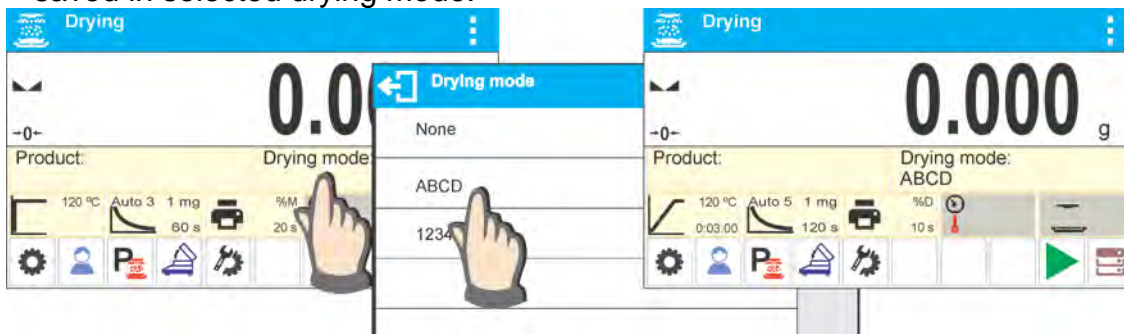 saved in selected drying mode.
Drying
0.0
-0-
Product:
Drying mode:
120 °C Auto 3 1 mg %M
60 s 20 s
P
Drying mode
None
ABCD
1234
Drying
0.000 g
-0-
Product:
Drying mode:
ABCD
120 °C Auto 5 1 mg %D
0:03:00 120 s 10 s
P